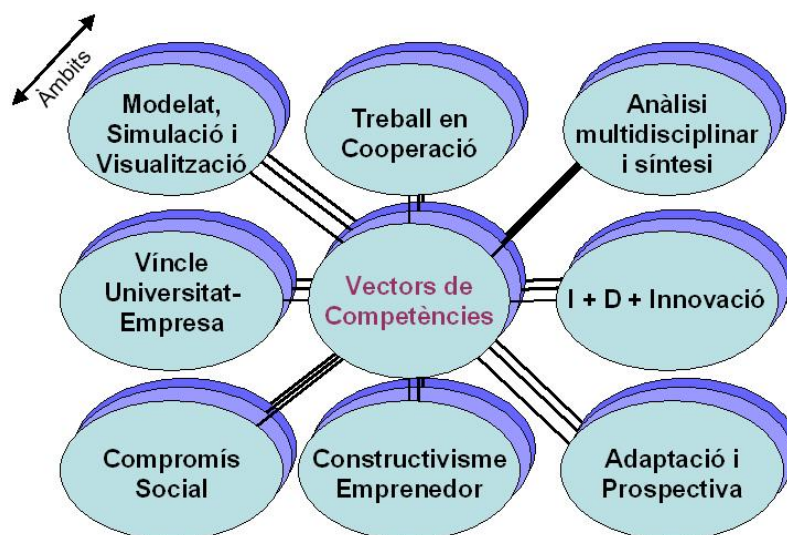 Àmbits
Modelat,
Simulació i
Visualització
Treball en
Cooperació
Anàlisi
multidisciplinar
i síntesi
Víncle
Universitat-
Empresa
Vectors de
Competències
I + D + Innovació
Compromís
Social
Constructivisme
Emprenedor
Adaptació i
Prospectiva